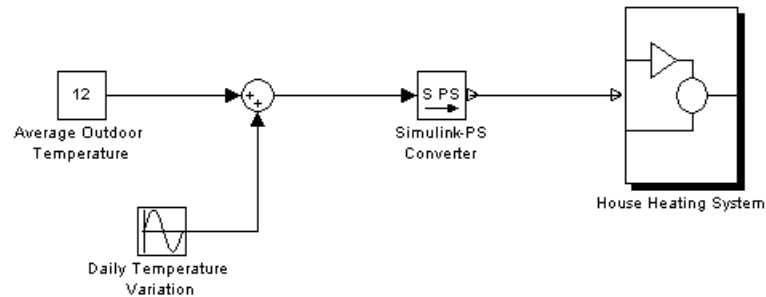 12
Average Outdoor
Temperature
+
+
S PS
Simulink-PS
Converter
House Heating System
Daily Temperature
Variation